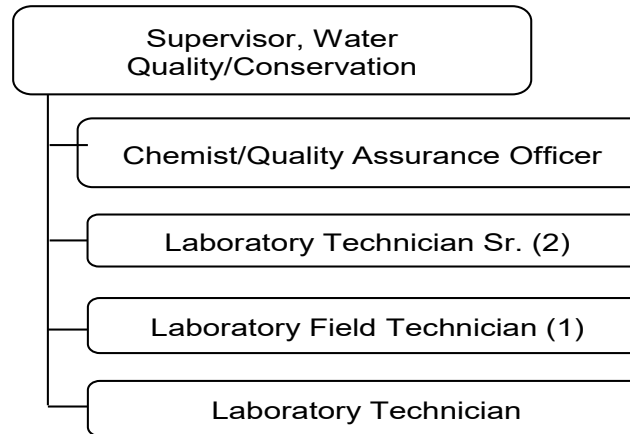 Supervisor, Water
Quality/Conservation
Chemist/Quality Assurance Officer
Laboratory Technician Sr. (2)
Laboratory Field Technician (1)
Laboratory Technician